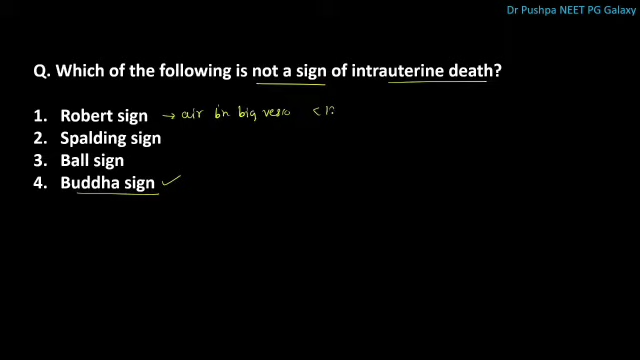 Dr Pushpa NEET PG Galaxy
Q. Which of the following is not a sign of intrauterine death?
1. Robert sign → air in big < 12
2. Spalding sign
3. Ball sign
4. Buddha sign ✓